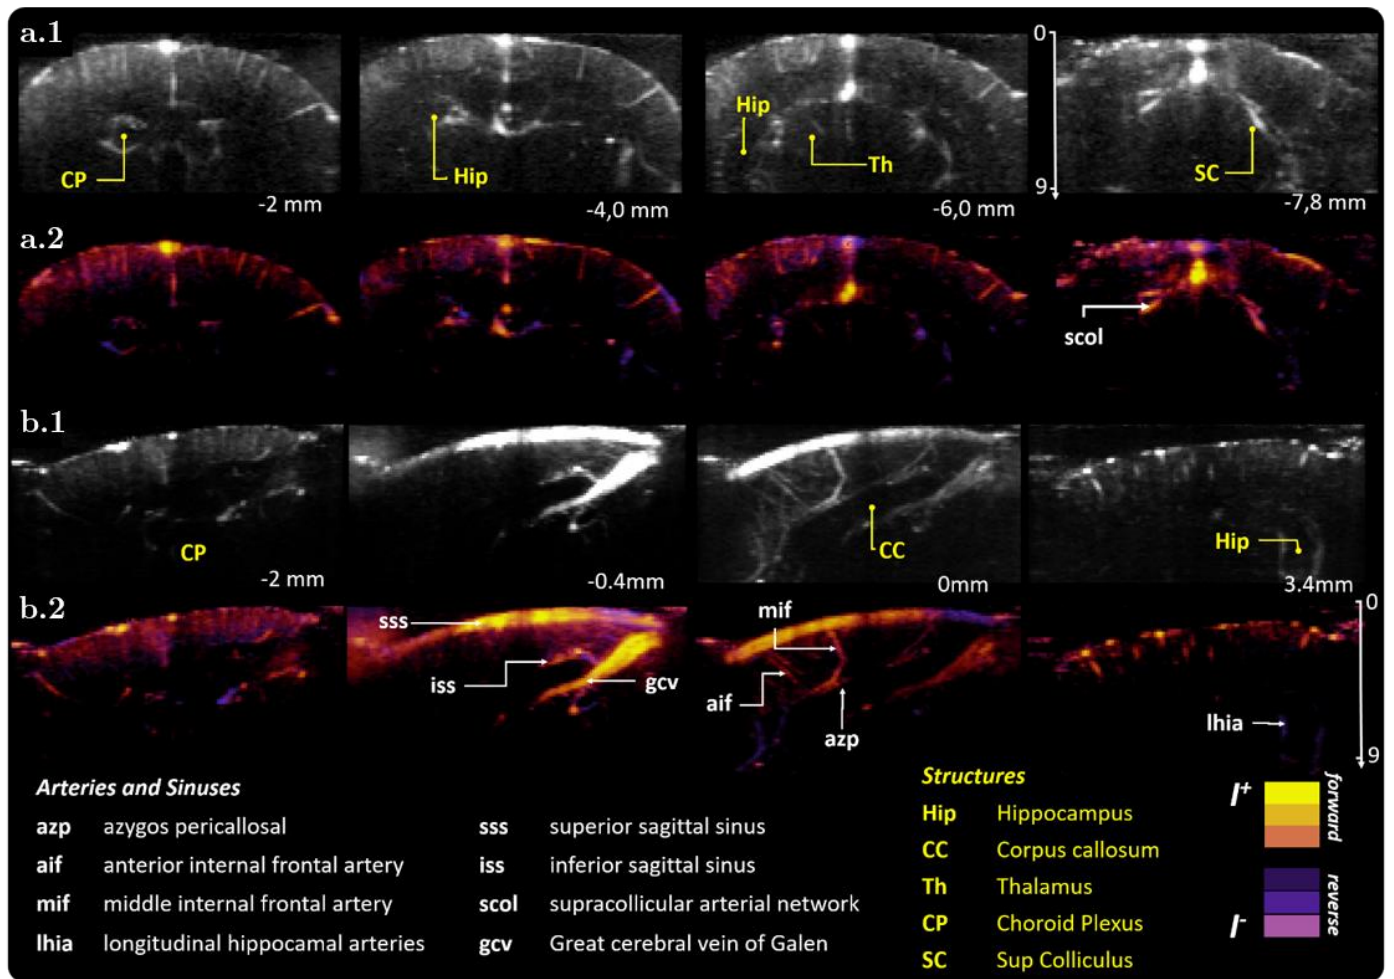 a.1
0
CP
Hip
Hip
Th
SC
9
-2 mm
-4,0 mm
-6,0 mm
-7,8 mm
a.2
scol
b.1
CP
CC
Hip
-2 mm
-0.4mm
0mm
3.4mm
b.2
sss
iss
gcv
mif
aif
azp
lhia
0
9
Arteries and Sinuses
azp azygos pericallosal
aif anterior internal frontal artery
mif middle internal frontal artery
lhia longitudinal hippocamal arteries
sss superior sagittal sinus
iss inferior sagittal sinus
scol supracollicular arterial network
gcv Great cerebral vein of Galen
Structures
Hip Hippocampus
CC Corpus callosum
Th Thalamus
CP Choroid Plexus
SC Sup Colliculus
I+
forward
I-
reverse